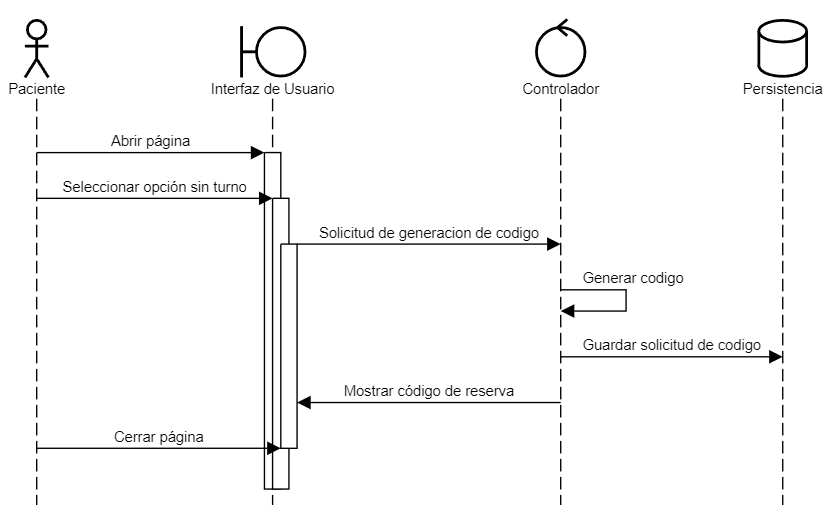 Paciente
Interfaz de Usuario
Controlador
Persistencia
Abrir página
Seleccionar opción sin turno
Solicitud de generacion de codigo
Generar codigo
Guardar solicitud de codigo
Mostrar código de reserva
Cerrar página